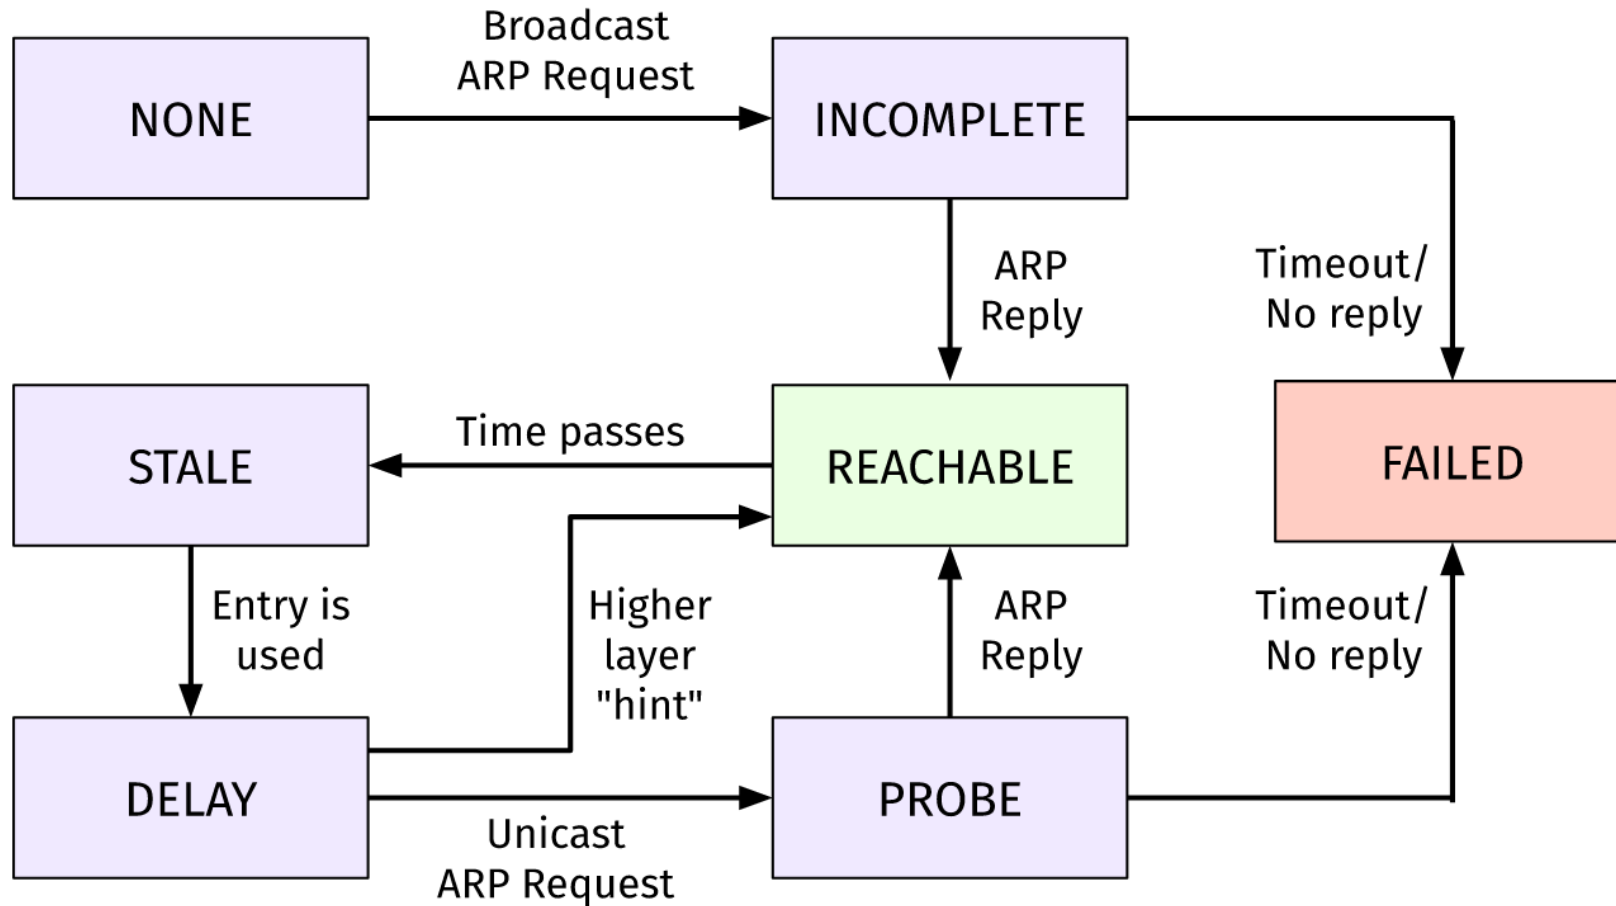 Broadcast
ARP Request
NONE
INCOMPLETE
ARP
Reply
Timeout/
No reply
STALE
Time passes
REACHABLE
FAILED
Entry is
used
Higher
layer
"hint"
ARP
Reply
Timeout/
No reply
DELAY
PROBE
Unicast
ARP Request